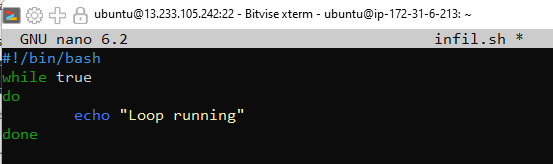 ubuntu@13.233.105.242:22 - Bitvise xterm - ubuntu@ip-172-31-6-213: ~
GNU nano 6.2 infil.sh *
#!/bin/bash
while true
do
        echo "Loop running"
done